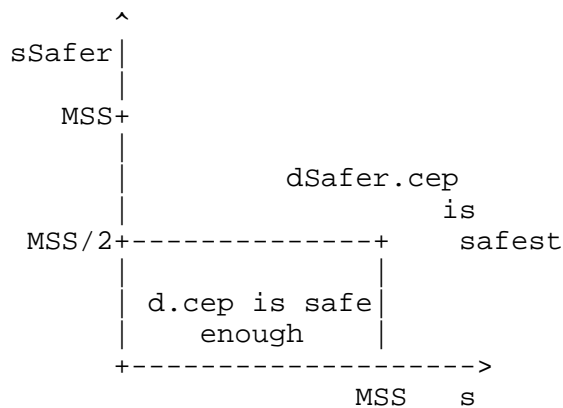 ^
sSafer|
|
|
MSS+
|
|
| dSafer.cep
| is
MSS/2+--------------+ safest
| |
| d.cep is safe|
| enough |
+-------------------->
MSS s